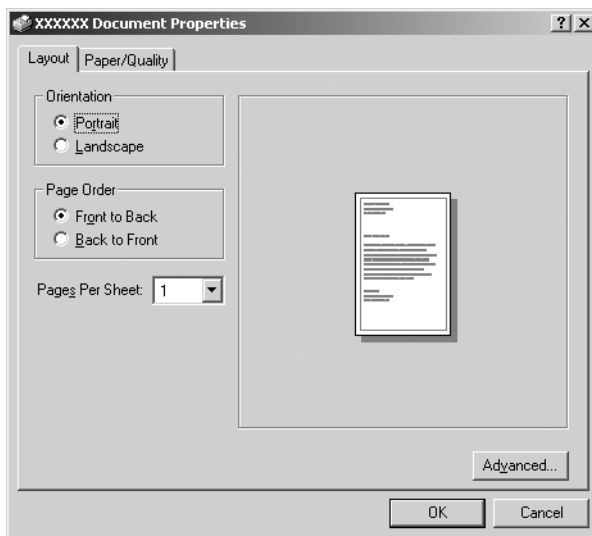 XXXXXX Document Properties
Layout
Paper/Quality
Orientation
Portrait
Landscape
Page Order
Front to Back
Back to Front
Pages Per Sheet: 1
Advanced...
OK
Cancel